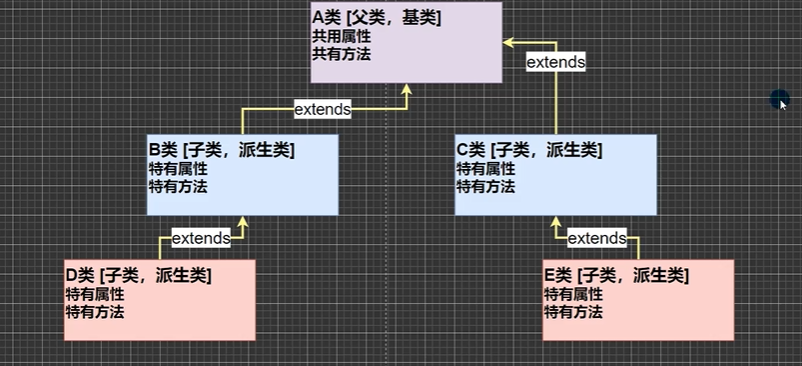 A类 [父类，基类]
共用属性
共有方法
extends
extends
B类 [子类，派生类]
特有属性
特有方法
C类 [子类，派生类]
特有属性
特有方法
extends
extends
D类 [子类，派生类]
特有属性
特有方法
E类 [子类，派生类]
特有属性
特有方法